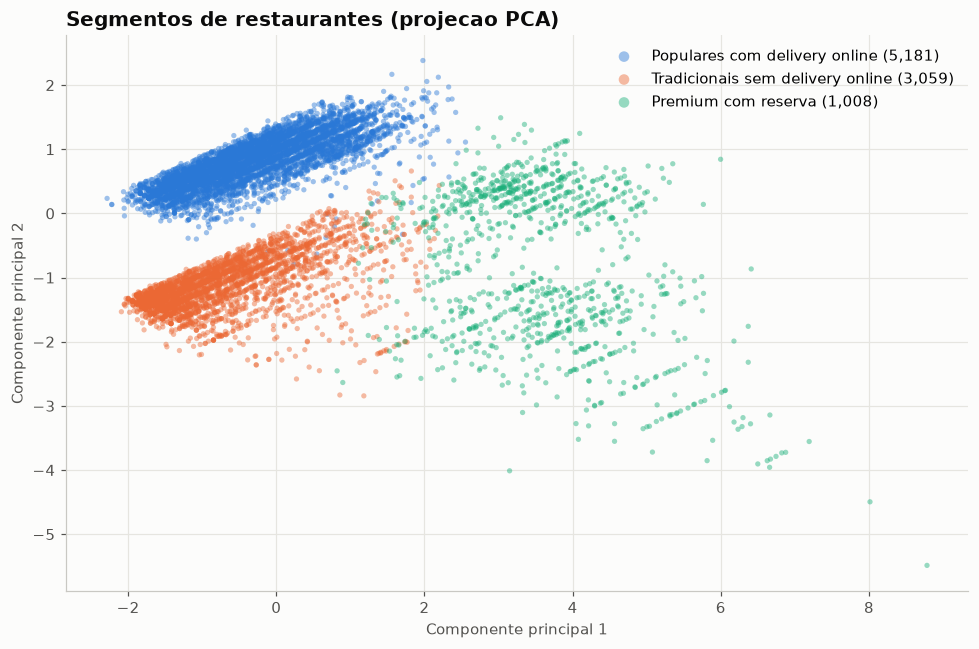 Segmentos de restaurantes (projecao PCA)
Populares com delivery online (5,181)
Tradicionais sem delivery online (3,059)
Premium com reserva (1,008)
Componente principal 2
2
1
0
−1
−2
−3
−4
−5
−2
0
2
4
6
8
Componente principal 1